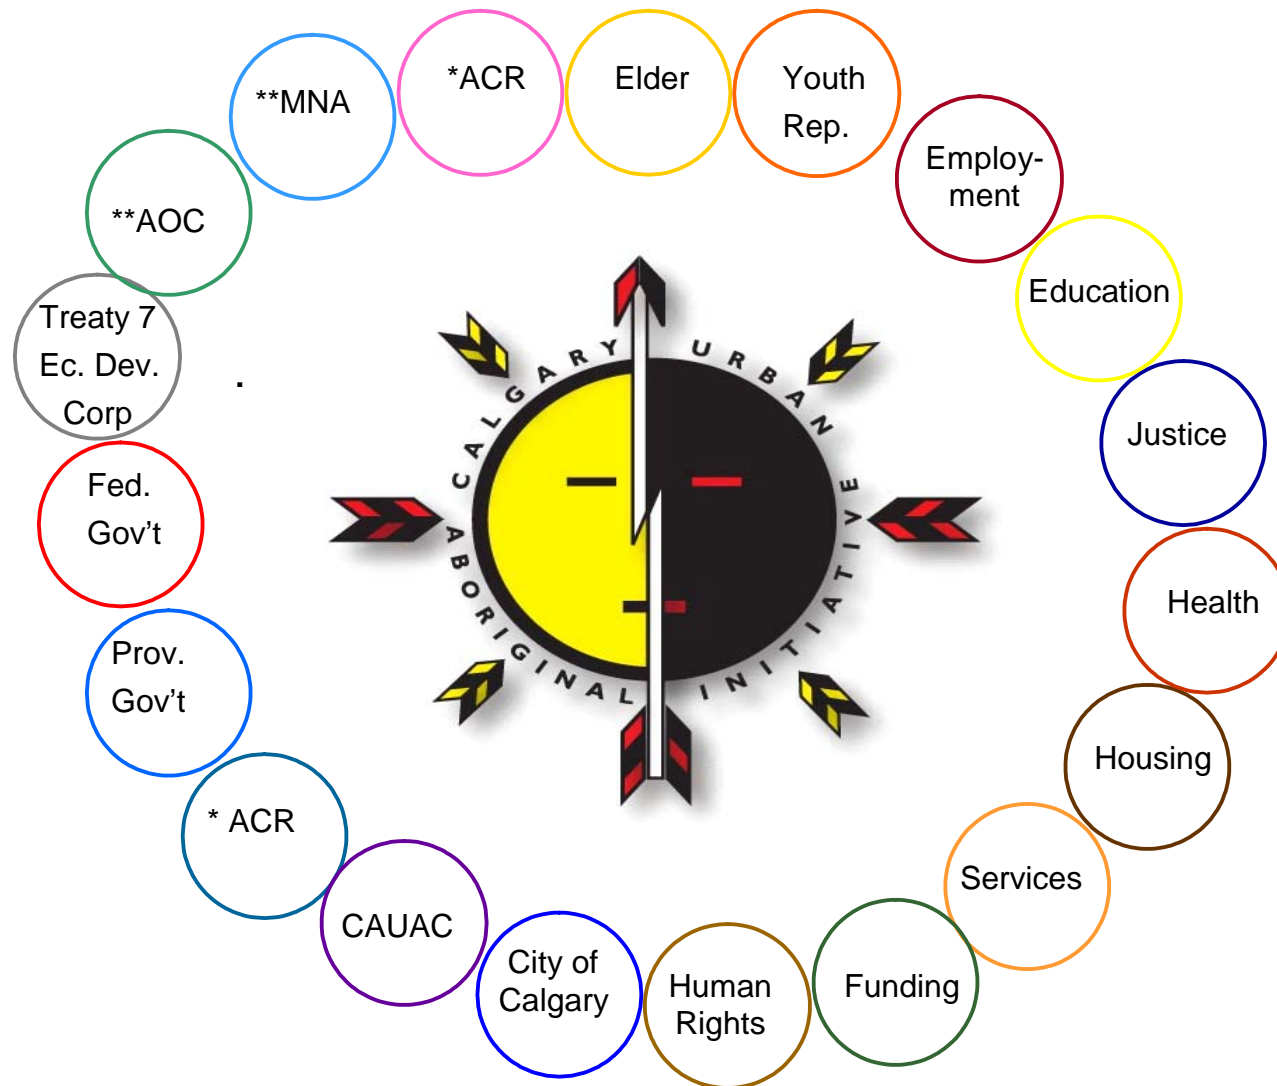 *ACR
Elder
Youth
Rep.
**MNA
Employ-
ment
**AOC
Education
Treaty 7
Ec. Dev.
Corp
.
CALGARY URBAN
ABORIGINAL INITIATIVE
Justice
Fed.
Gov’t
Health
Prov.
Gov’t
Housing
* ACR
Services
CAUAC
City of
Calgary
Human
Rights
Funding